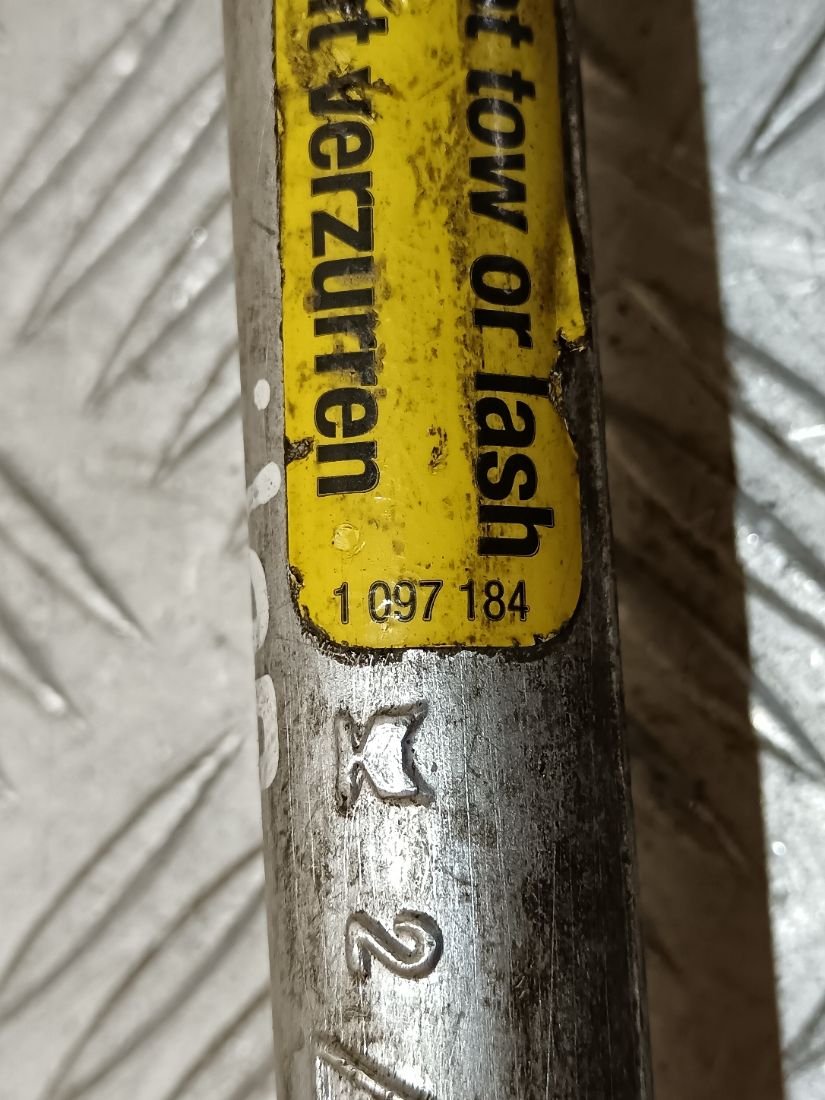 verzurren
tow or lash
1 097 184
2